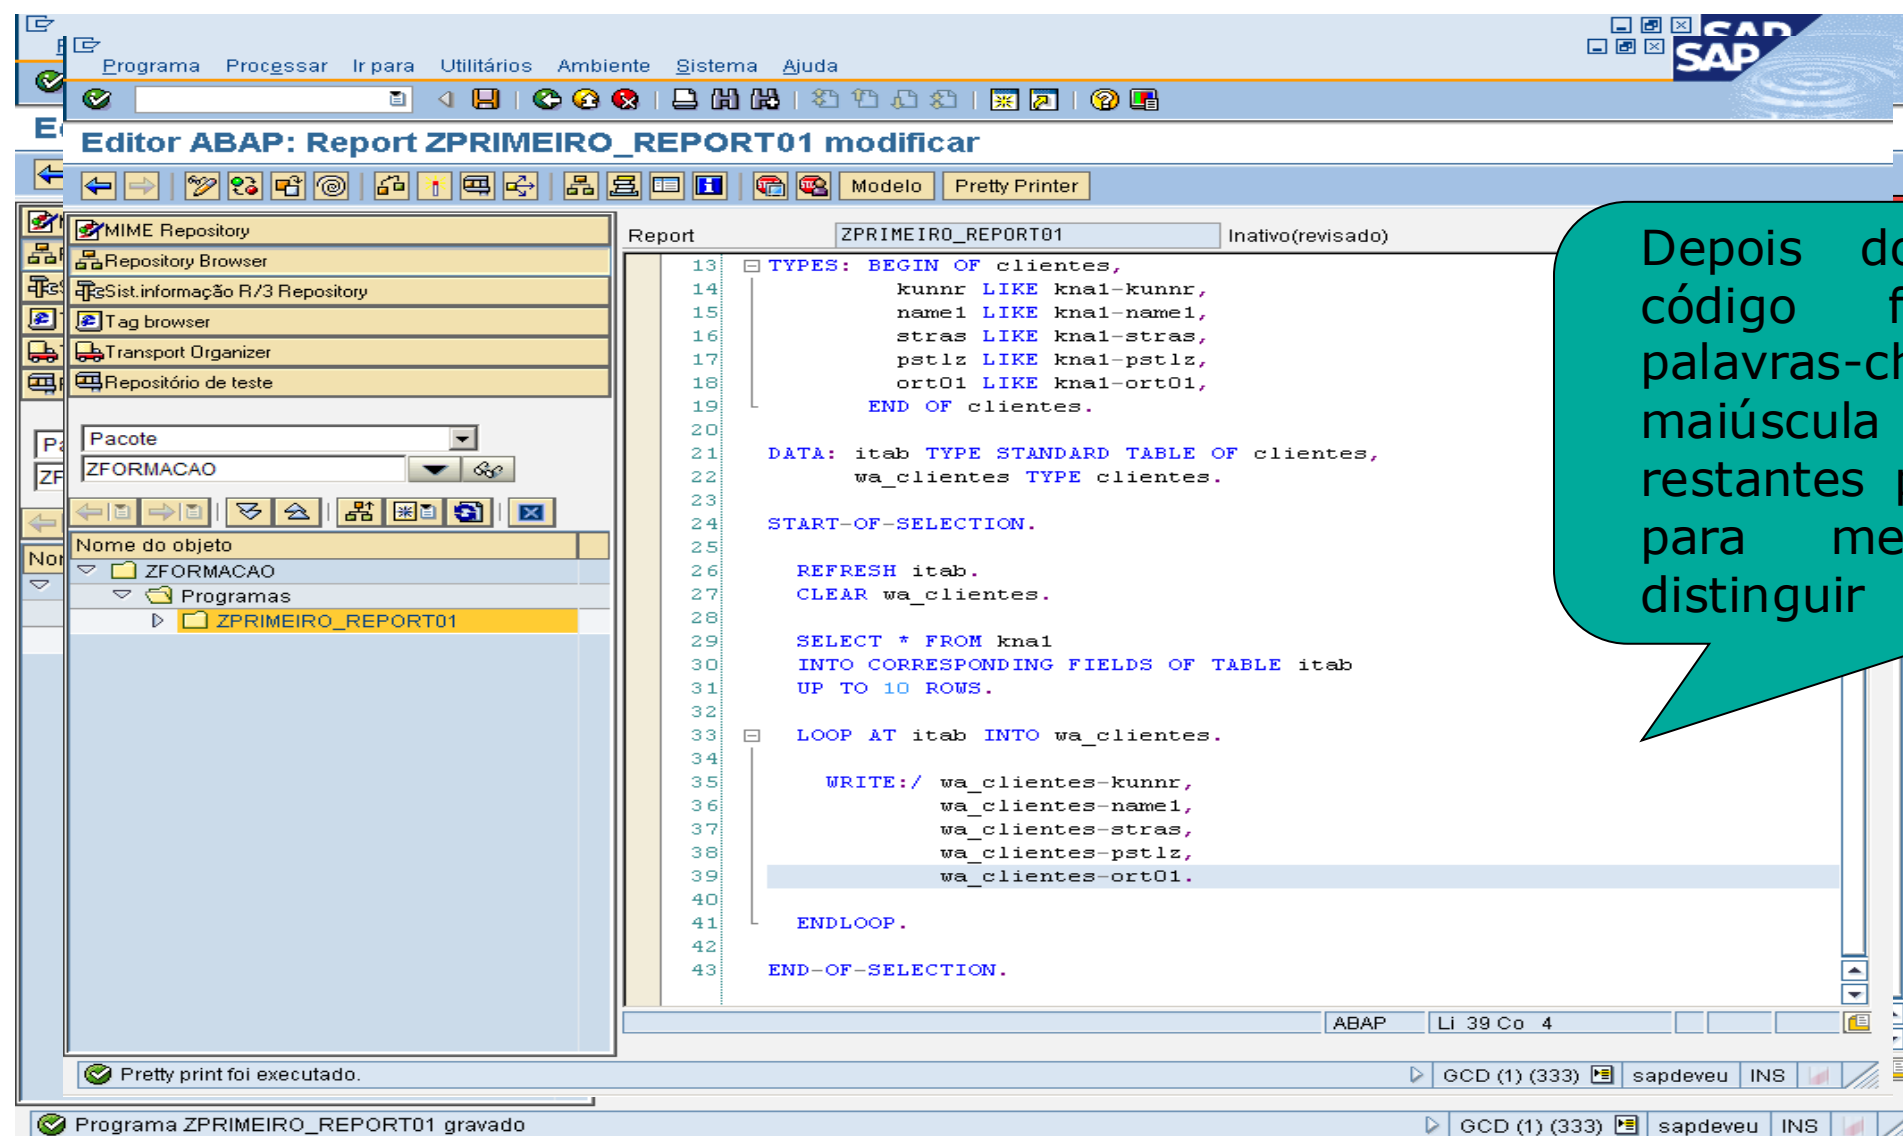 SAP
Programa Processar Ir para Utilitários Ambiente Sistema Ajuda
SAP
Editor ABAP: Report ZPRIMEIRO_REPORT01 modificar
Modelo Pretty Printer
MIME Repository
Repository Browser
Sist.informação R/3 Repository
Tag browser
Transport Organizer
Repositório de teste
Pacote
ZFORMACAO
Nome do objeto
ZFORMACAO
Programas
ZPRIMEIRO_REPORT01
Report ZPRIMEIRO_REPORT01 Inativo(revisado)
13 TYPES: BEGIN OF clientes,
14 kunnr LIKE kna1-kunnr,
15 name1 LIKE kna1-name1,
16 stras LIKE kna1-stras,
17 pstlz LIKE kna1-pstlz,
18 ort01 LIKE kna1-ort01,
19 END OF clientes.
20
21 DATA: itab TYPE STANDARD TABLE OF clientes,
22 wa_clientes TYPE clientes.
23
24 START-OF-SELECTION.
25
26 REFRESH itab.
27 CLEAR wa_clientes.
28
29 SELECT * FROM kna1
30 INTO CORRESPONDING FIELDS OF TABLE itab
31 UP TO 10 ROWS.
32
33 LOOP AT itab INTO wa_clientes.
34
35 WRITE:/ wa_clientes-kunnr,
36 wa_clientes-name1,
37 wa_clientes-stras,
38 wa_clientes-pstlz,
39 wa_clientes-ort01.
40
41 ENDLOOP.
42
43 END-OF-SELECTION.
Depois do
código f
palavras-ch
maiúscula
restantes p
para me
distinguir
ABAP Li 39 Co 4
Pretty print foi executado.
GCD (1) (333) sapdeveu INS
Programa ZPRIMEIRO_REPORT01 gravado
GCD (1) (333) sapdeveu INS